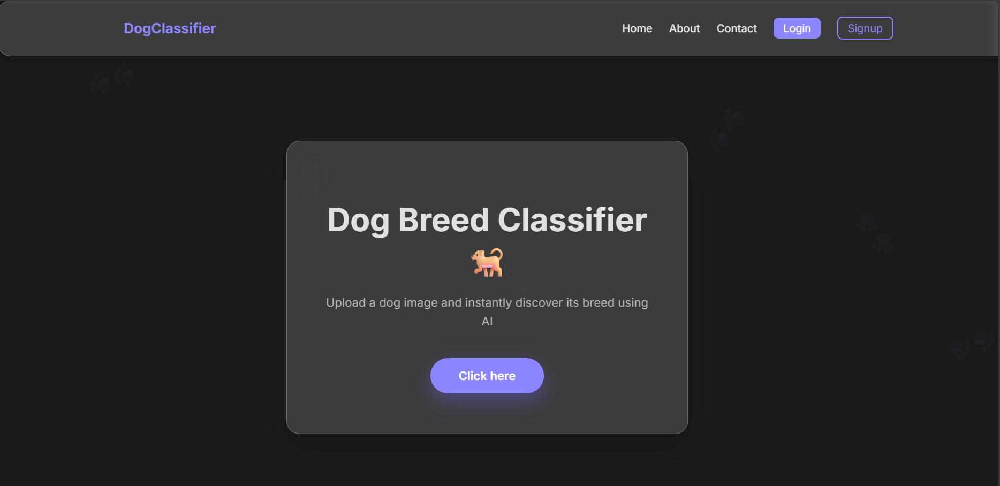 DogClassifier
Home About Contact Login Signup
Dog Breed Classifier
Upload a dog image and instantly discover its breed using
AI
Click here